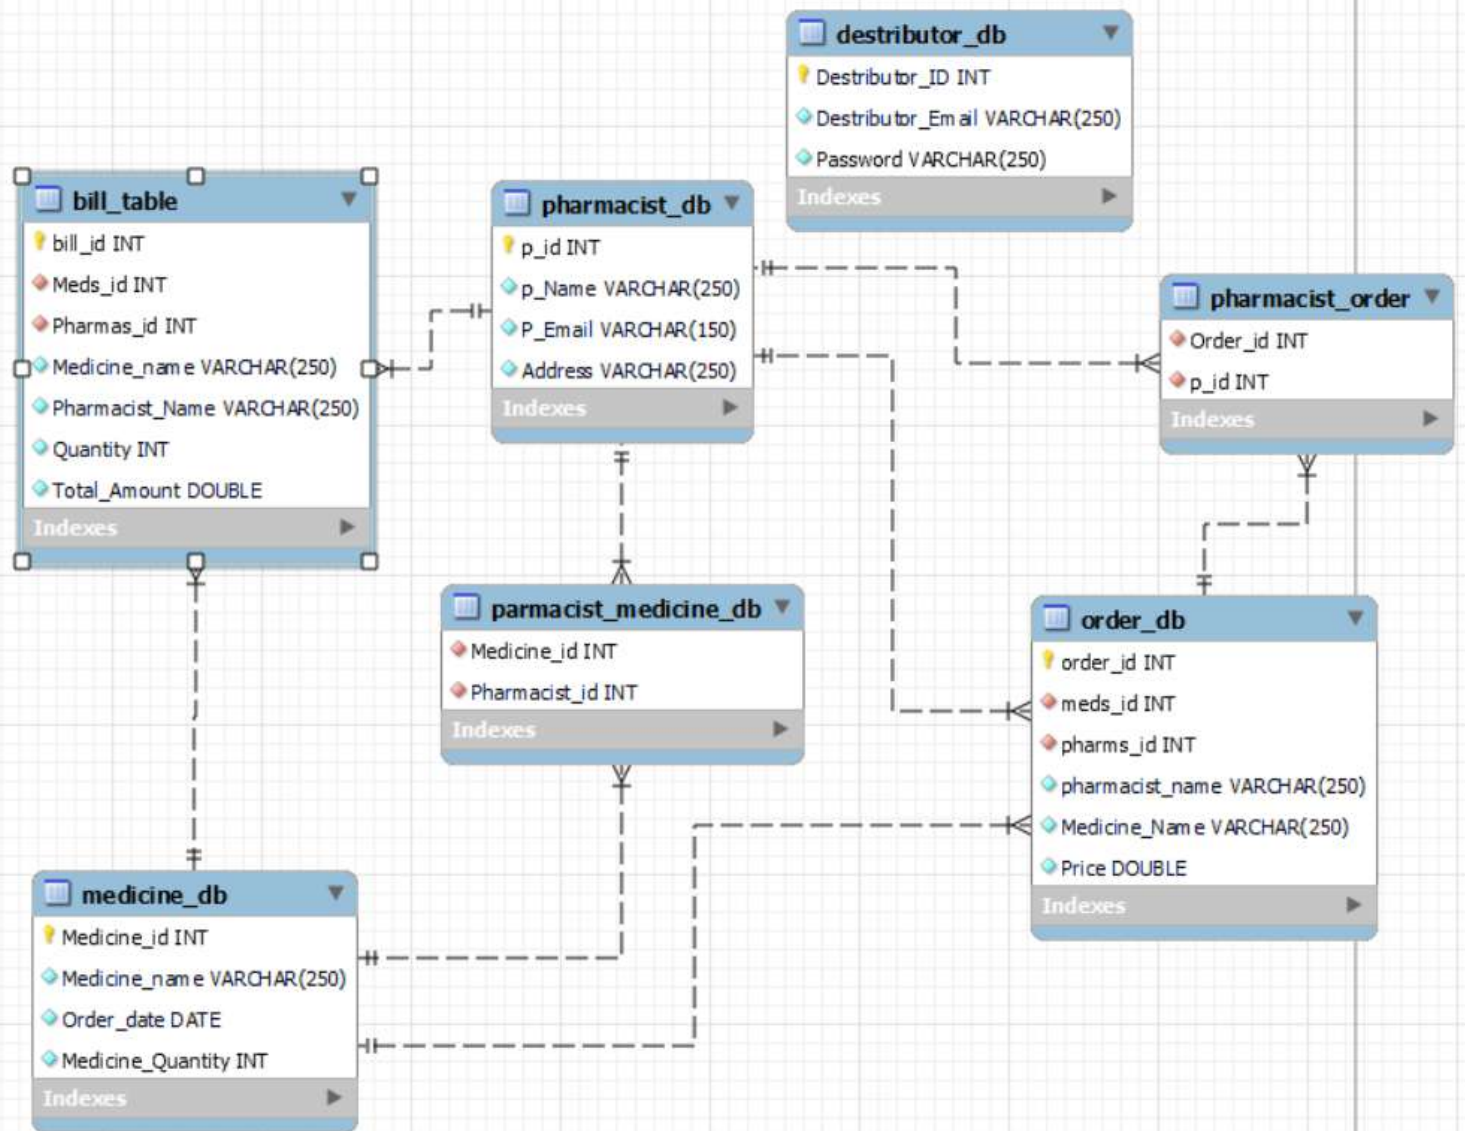 destributor_db
Destributor_ID INT
Destributor_Email VARCHAR(250)
Password VARCHAR(250)
Indexes
bill_table
bill_id INT
Meds_id INT
Pharmas_id INT
Medicine_name VARCHAR(250)
Pharmacist_Name VARCHAR(250)
Quantity INT
Total_Amount DOUBLE
Indexes
pharmacist_db
p_id INT
p_Name VARCHAR(250)
P_Email VARCHAR(150)
Address VARCHAR(250)
Indexes
pharmacist_order
Order_id INT
p_id INT
Indexes
parmacist_medicine_db
Medicine_id INT
Pharmacist_id INT
Indexes
order_db
order_id INT
meds_id INT
pharms_id INT
pharmacist_name VARCHAR(250)
Medicine_Name VARCHAR(250)
Price DOUBLE
Indexes
medicine_db
Medicine_id INT
Medicine_name VARCHAR(250)
Order_date DATE
Medicine_Quantity INT
Indexes